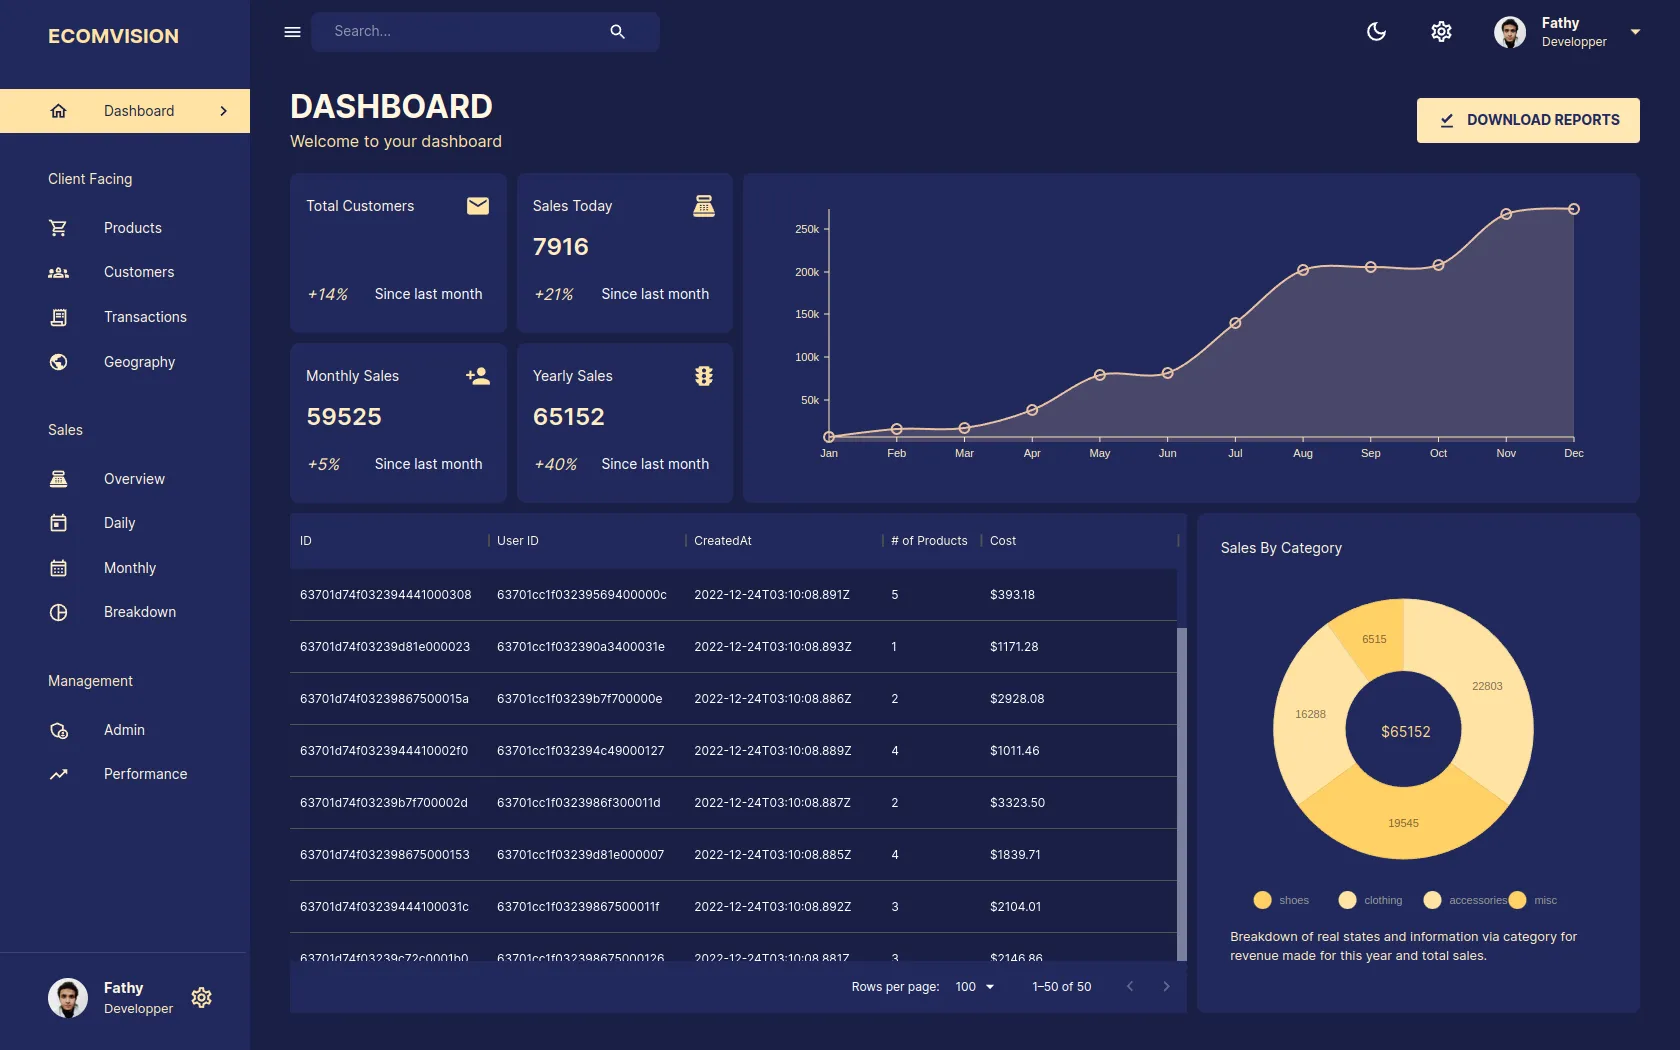 ECOMVISION
Search...
Fathy
Developper
Dashboard
Client Facing
Products
Customers
Transactions
Geography
Sales
Overview
Daily
Monthly
Breakdown
Management
Admin
Performance
Fathy
Developper
DASHBOARD
Welcome to your dashboard
DOWNLOAD REPORTS
Total Customers
+14% Since last month
Sales Today
7916
+21% Since last month
Monthly Sales
59525
+5% Since last month
Yearly Sales
65152
+40% Since last month
250k
200k
150k
100k
50k
Jan Feb Mar Apr May Jun Jul Aug Sep Oct Nov Dec
ID User ID CreatedAt # of Products Cost
63701d74f032394441000308 63701cc1f03239569400000c 2022-12-24T03:10:08.891Z 5 $393.18
63701d74f03239d81e000023 63701cc1f032390a3400031e 2022-12-24T03:10:08.893Z 1 $1171.28
63701d74f03239867500015a 63701cc1f03239b7f700000e 2022-12-24T03:10:08.886Z 2 $2928.08
63701d74f0323944410002f0 63701cc1f032394c49000127 2022-12-24T03:10:08.889Z 4 $1011.46
63701d74f03239b7f700002d 63701cc1f0323986f300011d 2022-12-24T03:10:08.887Z 2 $3323.50
63701d74f032398675000153 63701cc1f03239d81e000007 2022-12-24T03:10:08.885Z 4 $1839.71
63701d74f03239444100031c 63701cc1f03239867500011f 2022-12-24T03:10:08.892Z 3 $2104.01
63701d74f03239c72c0001b0 63701cc1f032398675000126 2022-12-24T03:10:08.881Z 3 $2146.86
Rows per page: 100 1–50 of 50
Sales By Category
6515
22803
16288
$65152
19545
shoes clothing accessories misc
Breakdown of real states and information via category for
revenue made for this year and total sales.